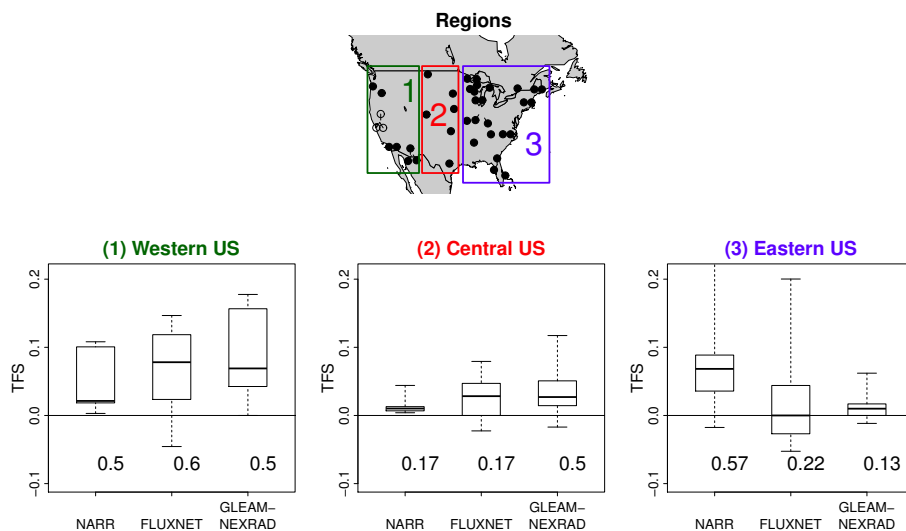 Regions
1
2
3
(1) Western US
(2) Central US
(3) Eastern US
TFS
0.2
0.1
0.0
−0.1
0.5
0.6
0.5
NARR
FLUXNET
GLEAM−
NEXRAD
TFS
0.2
0.1
0.0
−0.1
0.17
0.17
0.5
NARR
FLUXNET
GLEAM−
NEXRAD
TFS
0.2
0.1
0.0
−0.1
0.57
0.22
0.13
NARR
FLUXNET
GLEAM−
NEXRAD